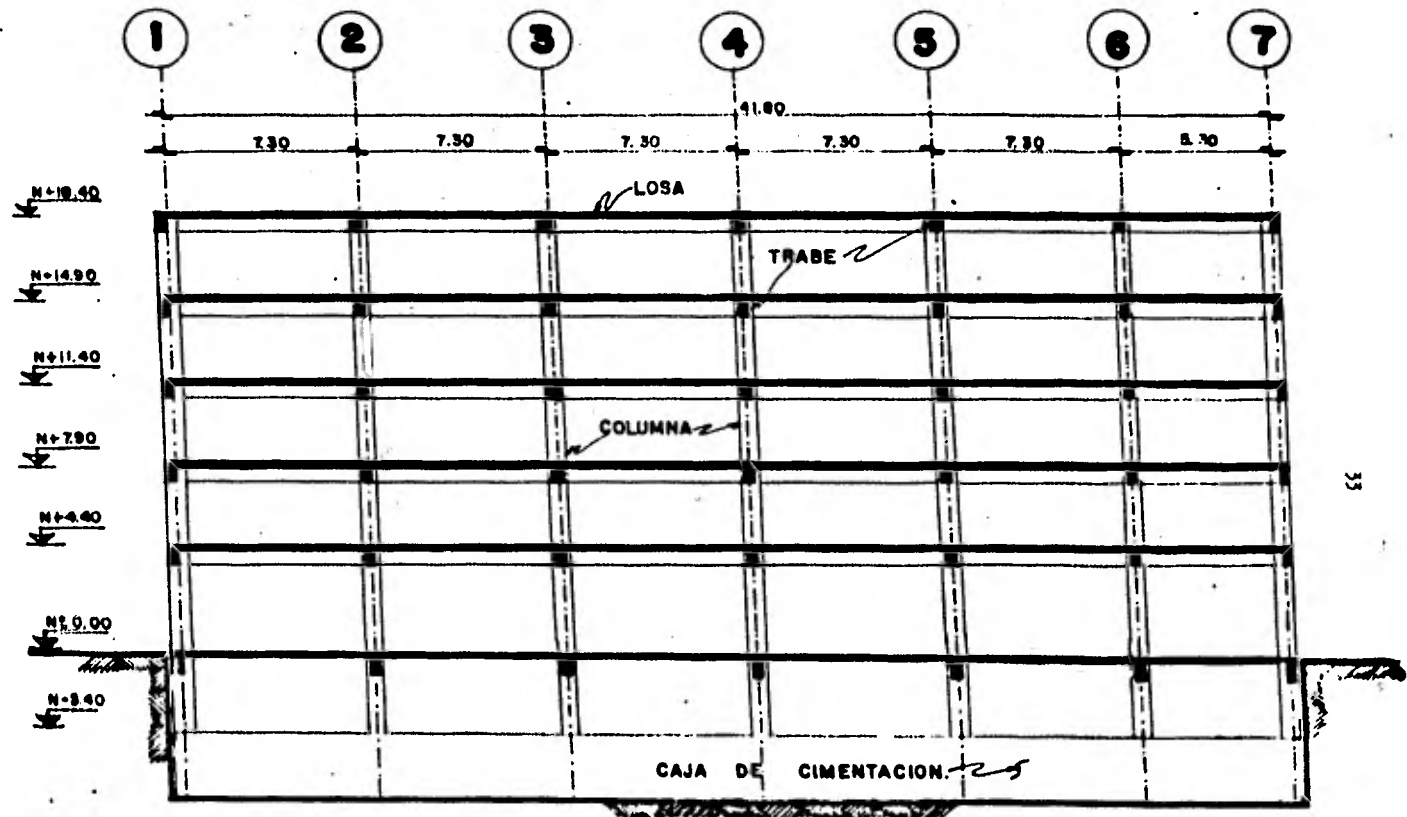 1 2 3 4 5 6 7
41.80
7.30 7.30 7.30 7.30 7.30
N+18.40
LOSA
TRABE
N+14.90
N+11.40
COLUMNA
N+7.90
33
N+4.40
N±0.00
N-3.40
CAJA DE CIMENTACION.